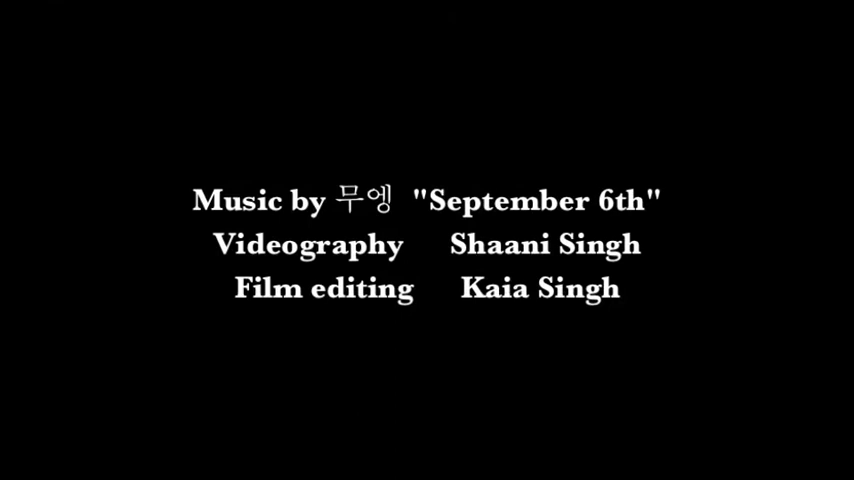 Music by 무엥 "September 6th"
Videography Shaani Singh
Film editing Kaia Singh